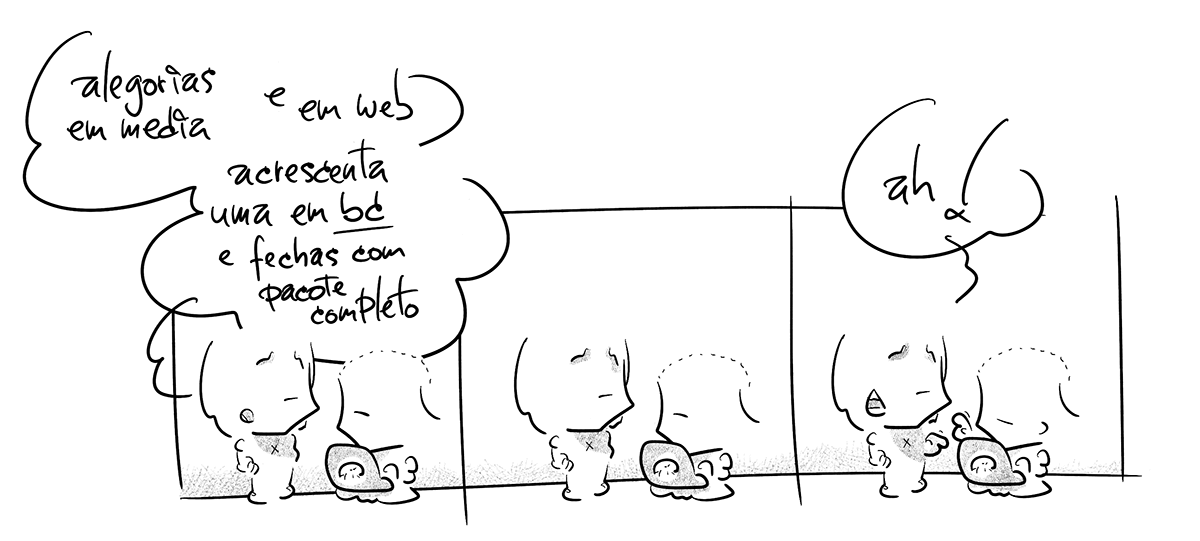 alegorias
em media
e em web
acrescenta
uma em bd
e fechas com
pacote
completo
ah!